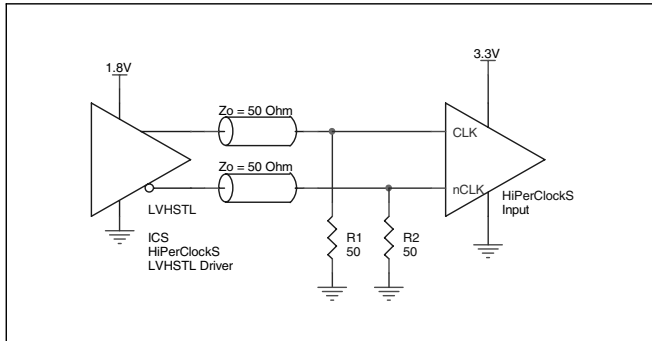 1.8V
3.3V
Zo = 50 Ohm
CLK
Zo = 50 Ohm
nCLK
HiPerClockS
Input
LVHSTL
ICS
HiPerClockS
LVHSTL Driver
R1
50
R2
50